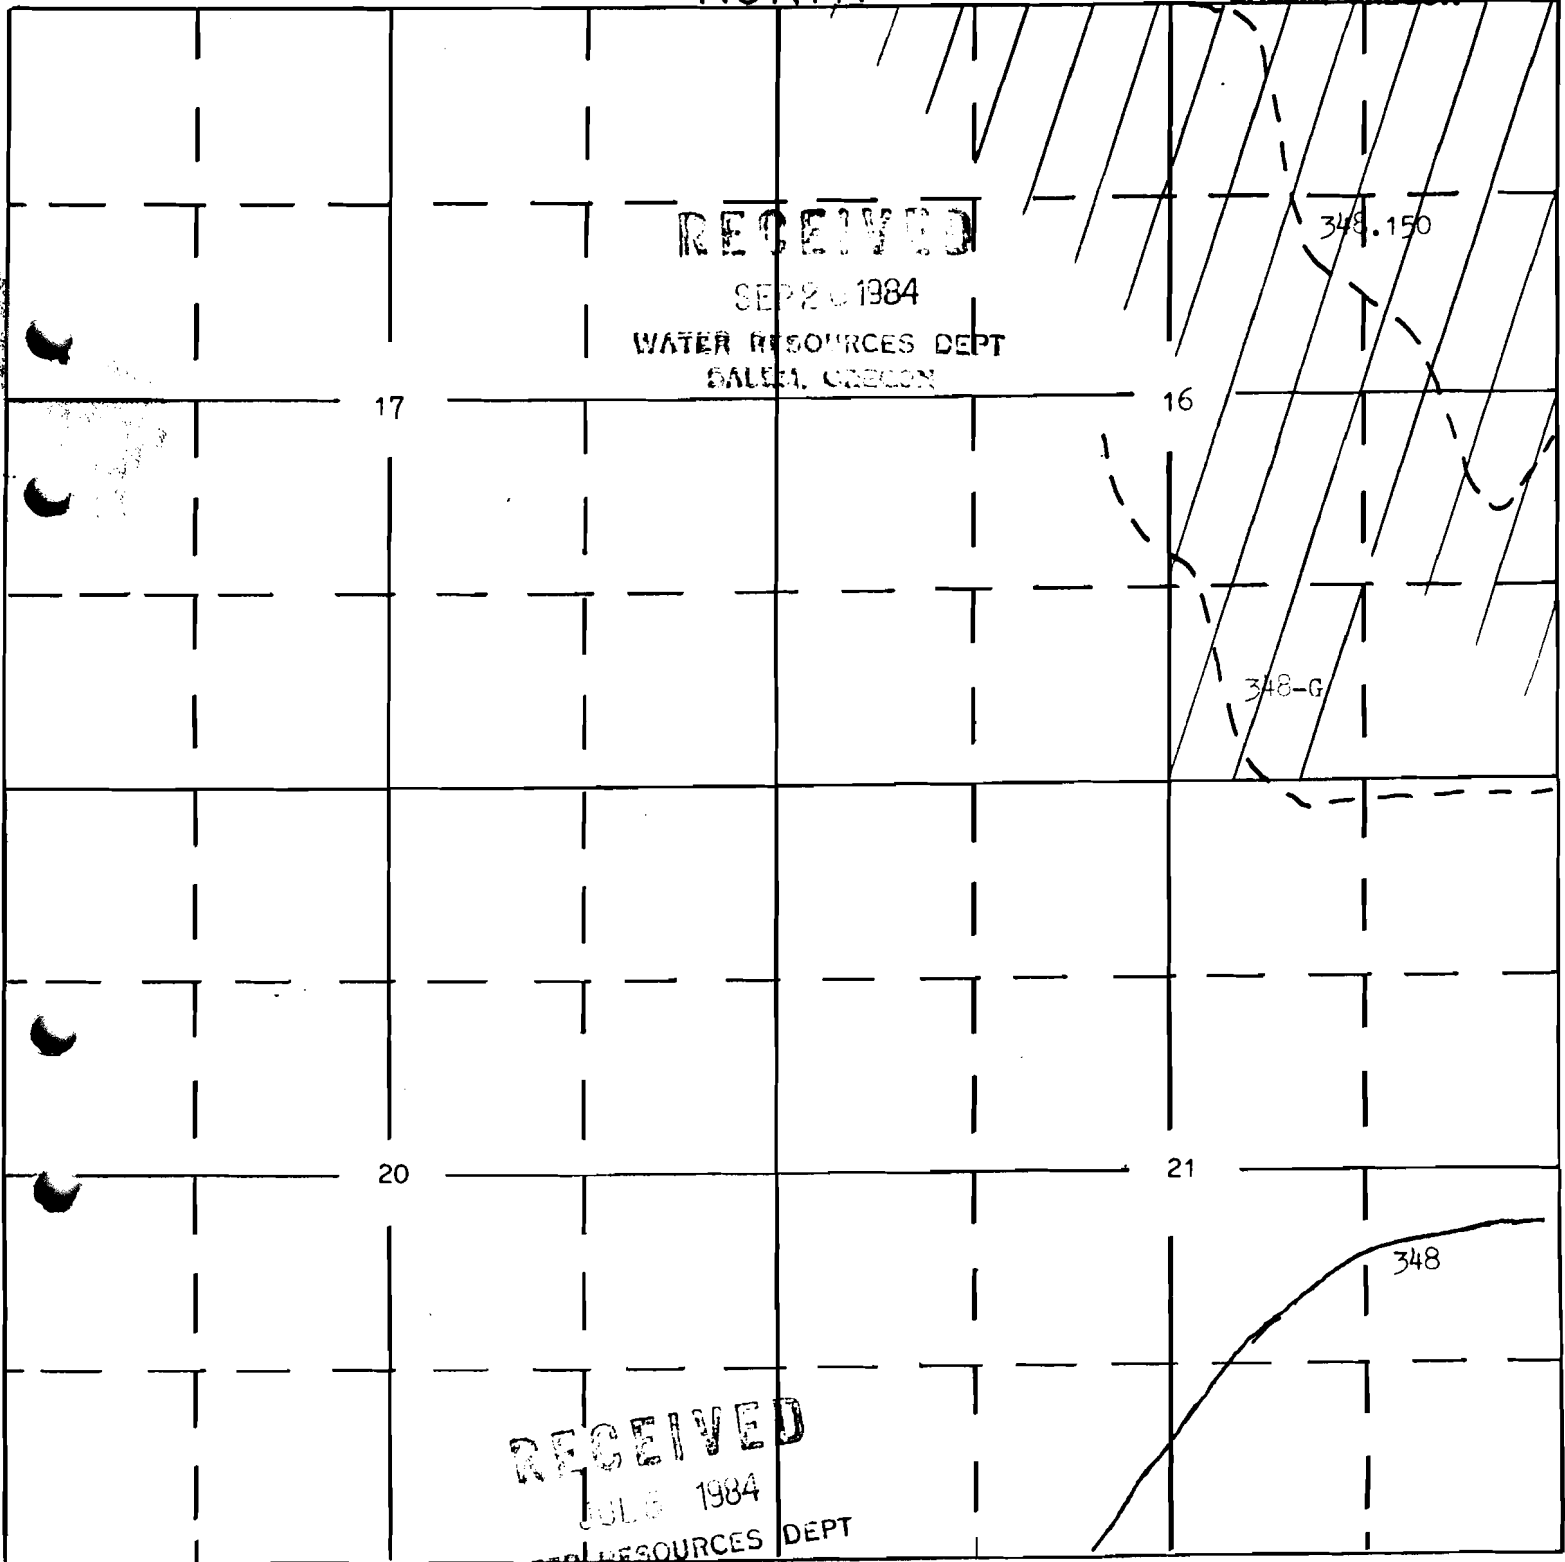 348.150
RECEIVED
1984
WATER RESOURCES DEPT
SALEM, OREGON
17
16
348-G
20
21
348
RECEIVED
1984
RESOURCES DEPT